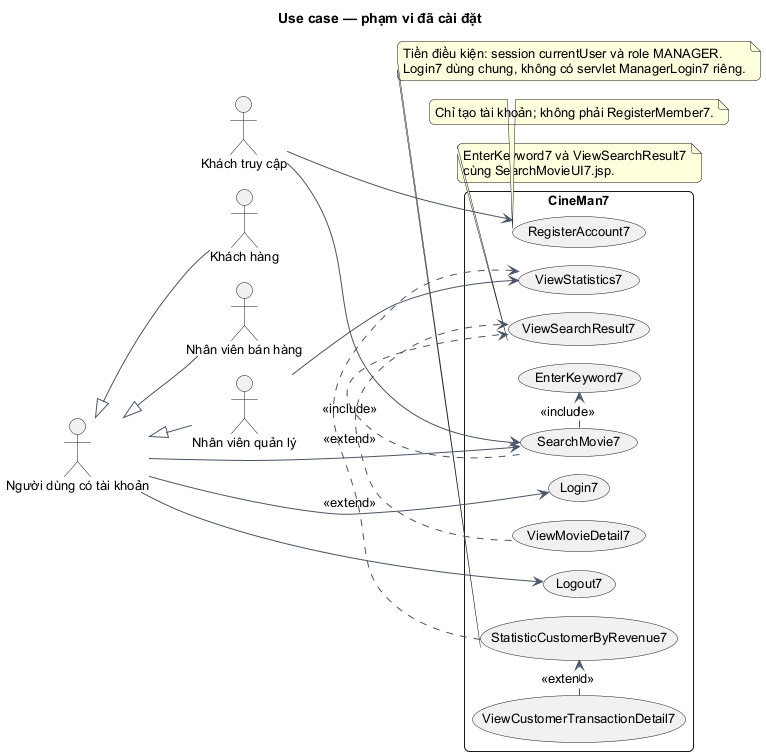 Use case — phạm vi đã cài đặt
Tiền điều kiện: session currentUser và role MANAGER.
Login7 dùng chung, không có servlet ManagerLogin7 riêng.
Chỉ tạo tài khoản; không phải RegisterMember7.
EnterKeyword7 và ViewSearchResult7
cùng SearchMovieUI7.jsp.
CineMan7
Khách truy cập
RegisterAccount7
Khách hàng
ViewStatistics7
ViewSearchResult7
Nhân viên bán hàng
EnterKeyword7
«include»
«include»
Nhân viên quản lý
«extend»
SearchMovie7
Người dùng có tài khoản
Login7
«extend»
ViewMovieDetail7
Logout7
StatisticCustomerByRevenue7
«extend»
ViewCustomerTransactionDetail7